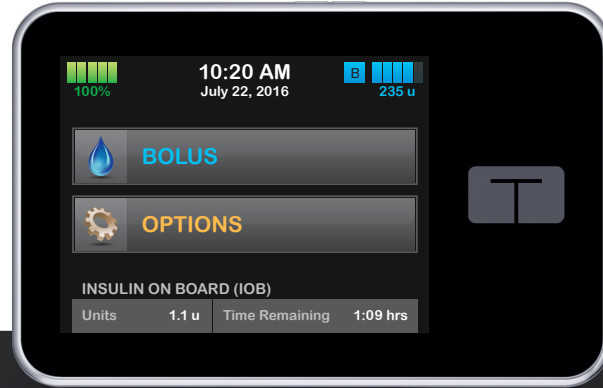 10:20 AM
July 22, 2016
100%
B
235 u
BOLUS
OPTIONS
INSULIN ON BOARD (IOB)
Units 1.1 u Time Remaining 1:09 hrs